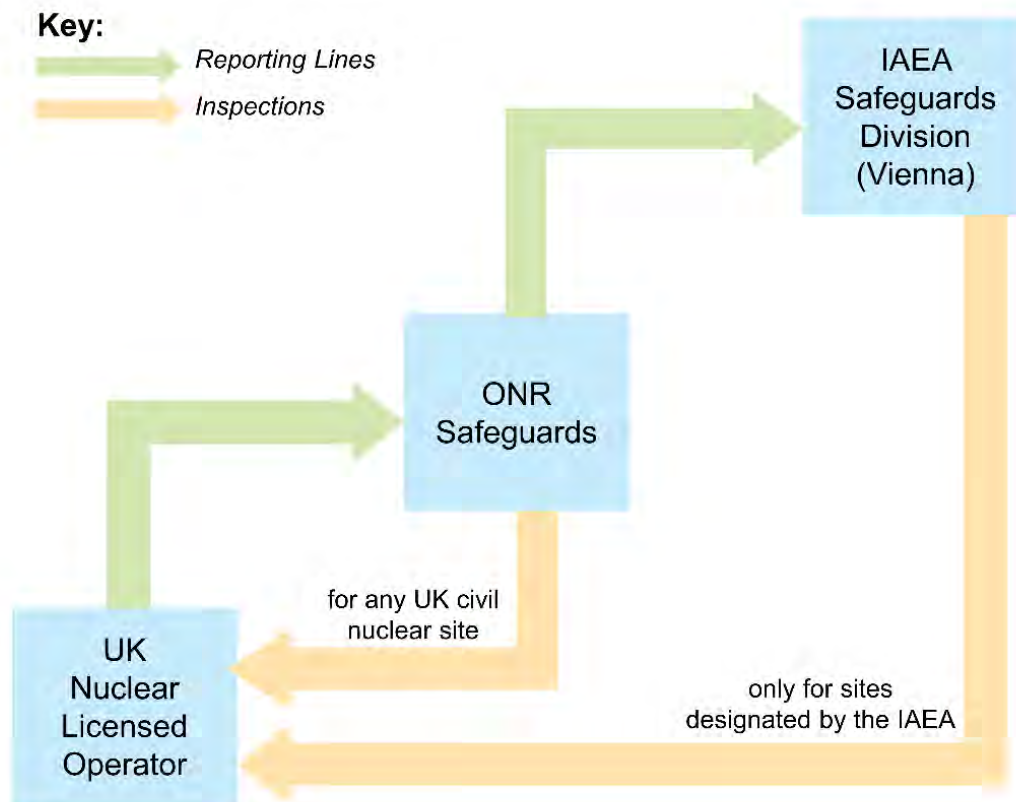 Key:
Reporting Lines
Inspections
IAEA
Safeguards
Division
(Vienna)
ONR
Safeguards
for any UK civil
nuclear site
UK
Nuclear
Licensed
Operator
only for sites
designated by the IAEA